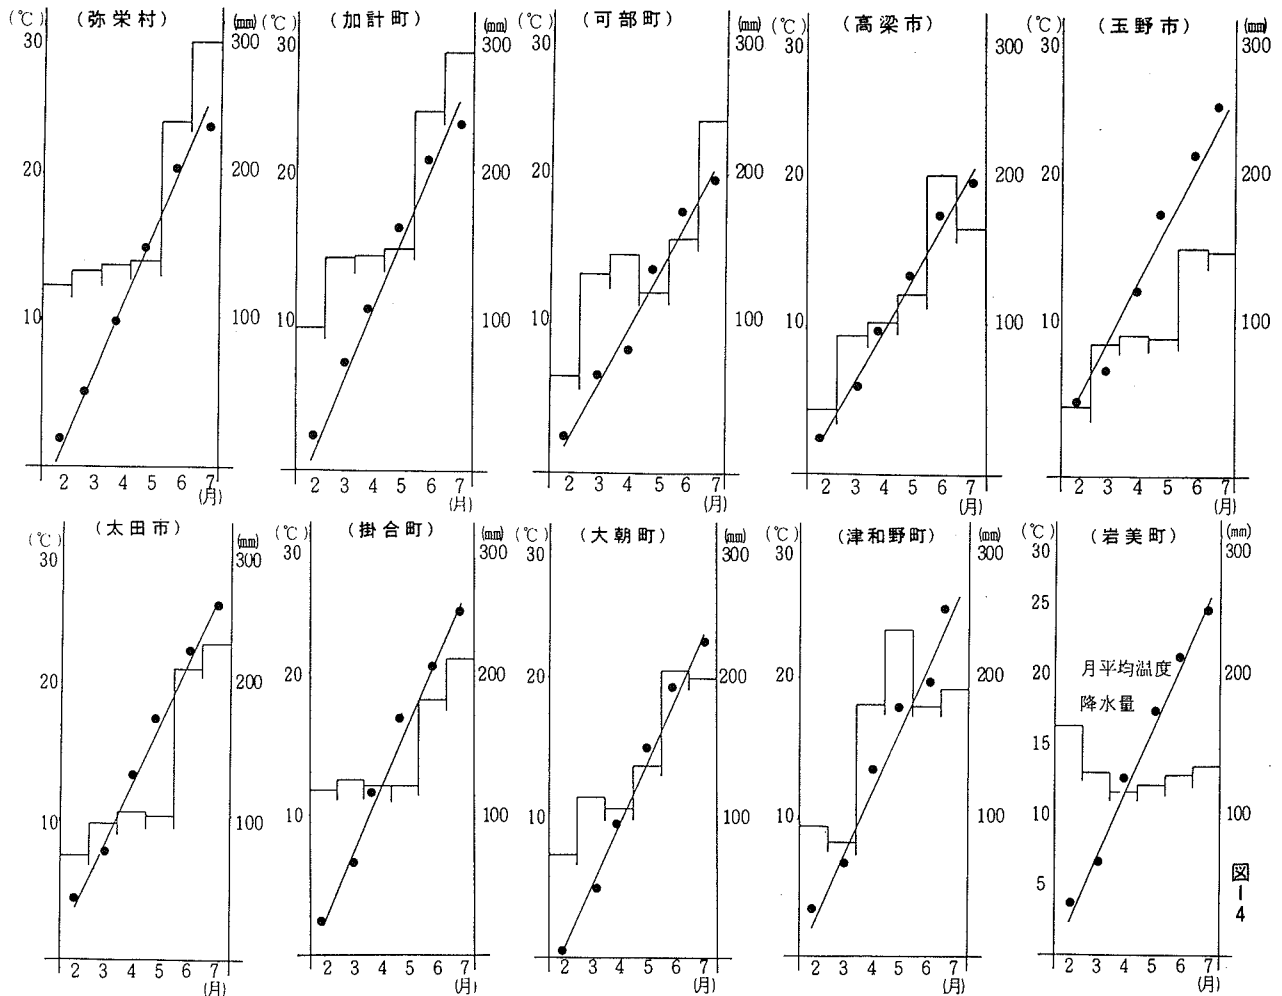 (℃) (弥栄村) (㎜)
30 300
20 200
10 100
2 3 4 5 6 7
(月)
(℃) (加計町) (㎜)
30 300
20 200
10 100
2 3 4 5 6 7
(月)
(℃) (可部町) (㎜)
30 300
20 200
10 100
2 3 4 5 6 7
(月)
(℃) (高梁市) (㎜)
30 300
20 200
10 100
2 3 4 5 6 7
(月)
(℃) (玉野市) (㎜)
30 300
20 200
10 100
2 3 4 5 6 7
(月)
(℃) (太田市) (㎜)
30 300
20 200
10 100
2 3 4 5 6 7
(月)
(℃) (掛合町) (㎜)
30 300
20 200
10 100
2 3 4 5 6 7
(月)
(℃) (大朝町) (㎜)
30 300
20 200
10 100
2 3 4 5 6 7
(月)
(℃) (津和野町) (㎜)
30 300
20 200
10 100
2 3 4 5 6 7
(月)
(℃) (岩美町) (㎜)
30 300
25
20 月平均温度 200
降水量
15
10 100
5
2 3 4 5 6 7
(月)
図ー4